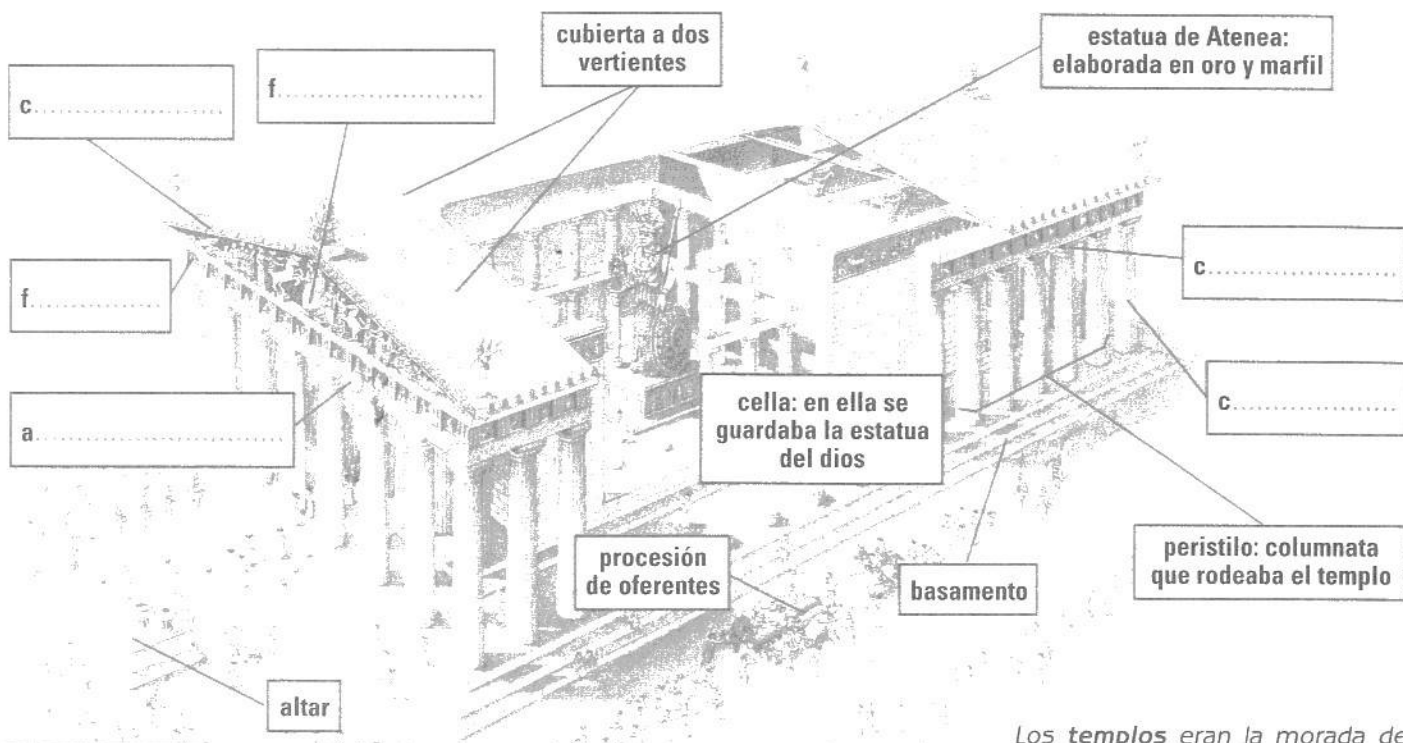 cubierta a dos
vertientes
estatua de Atenea:
elaborada en oro y marfil
c....................
f....................
f................
c....................
a............................
cella: en ella se
guardaba la estatua
del dios
c.................
procesión
de oferentes
basamento
peristilo: columnata
que rodeaba el templo
altar
Los templos eran la morada de